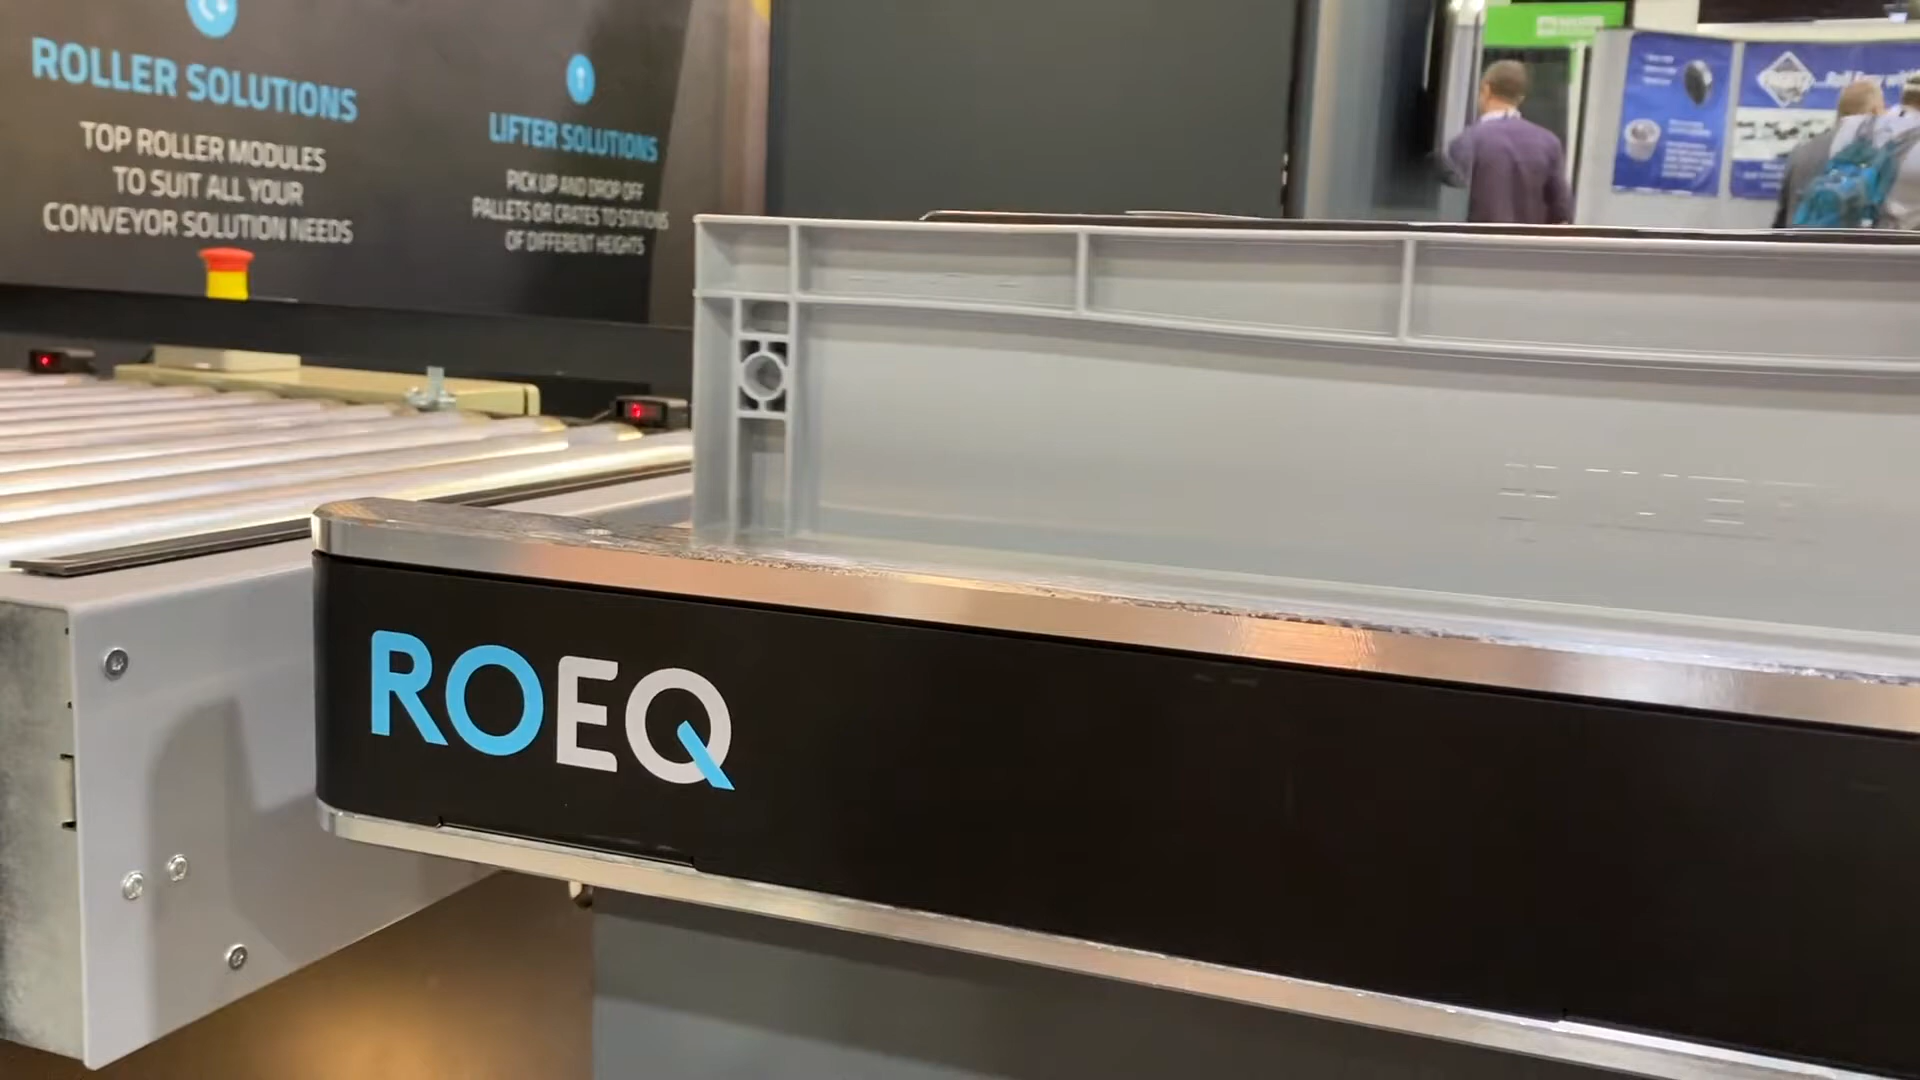 ROLLER SOLUTIONS
TOP ROLLER MODULES
TO SUIT ALL YOUR
CONVEYOR SOLUTION NEEDS
LIFTER SOLUTIONS
PICK UP AND DROP OFF
PALLETS OR CRATES TO STATIONS
OF DIFFERENT HEIGHTS
ROEQ